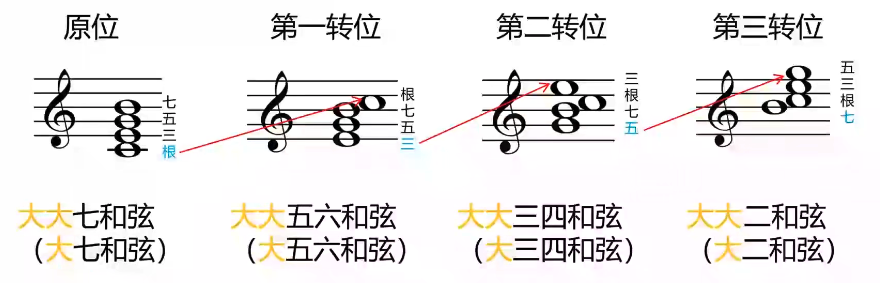 原位
第一转位
第二转位
第三转位
七
五
三
根
根
七
五
三
三
根
七
五
五
三
根
七
大大七和弦
（大七和弦）
大大五六和弦
（大五六和弦）
大大三四和弦
（大三四和弦）
大大二和弦
（大二和弦）